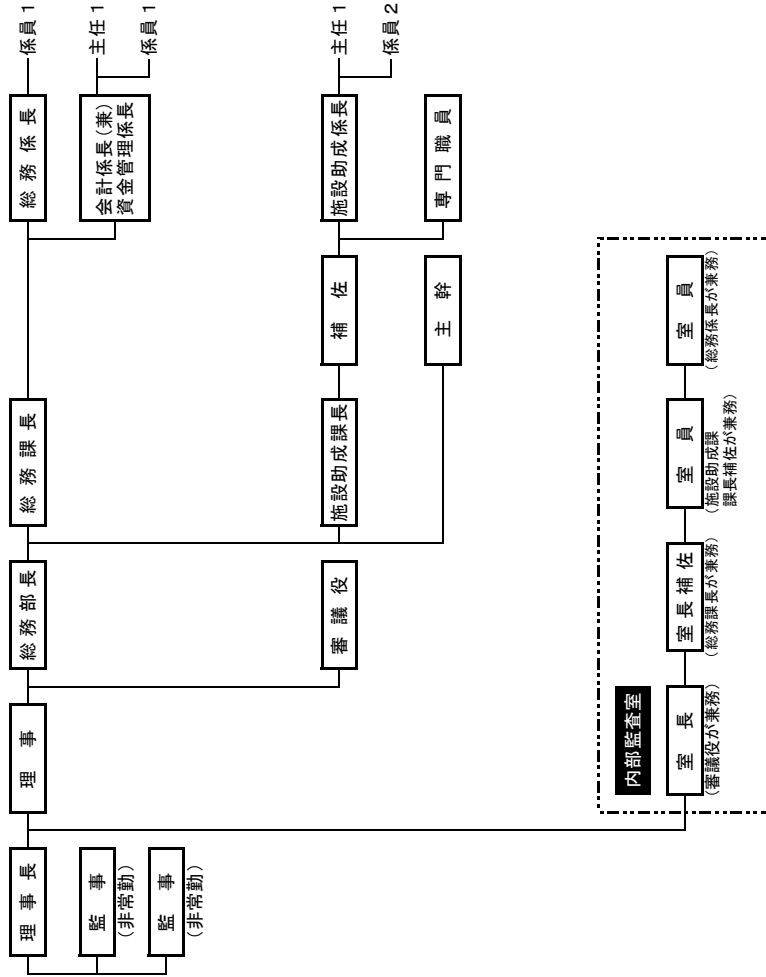 理事長
監事
(非常勤)
監事
(非常勤)
理事
総務部長
審議役
総務課長
施設助成課長
補佐
主幹
総務係長
会計係長(兼)
資金管理係長
施設助成係長
専門職員
係員1
主任1
係員1
主任1
係員2
内部監査室
室長
(審議役が兼務)
室長補佐
(総務課長が兼務)
室員
(施設助成課
課長補佐が兼務)
室員
(総務係長が兼務)